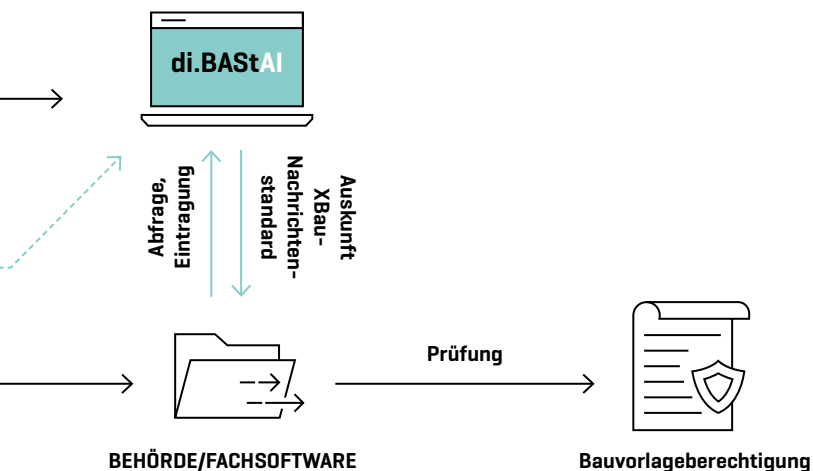 di.BAStAI
Abfrage,
Eintragung
Auskunft
XBau-
Nachrichten-
standard
Prüfung
BEHÖRDE/FACHSOFTWARE
Bauvorlageberechtigung